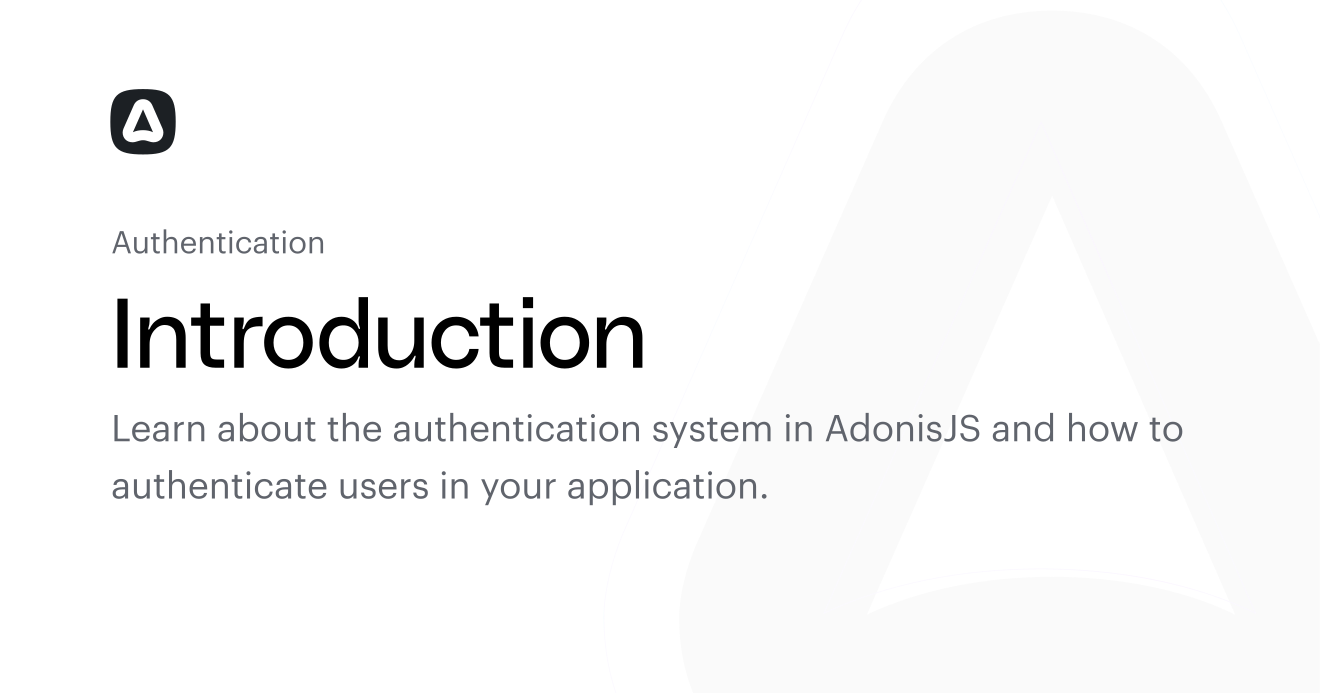 Authentication
Introduction
Learn about the authentication system in AdonisJS and how to
authenticate users in your application.